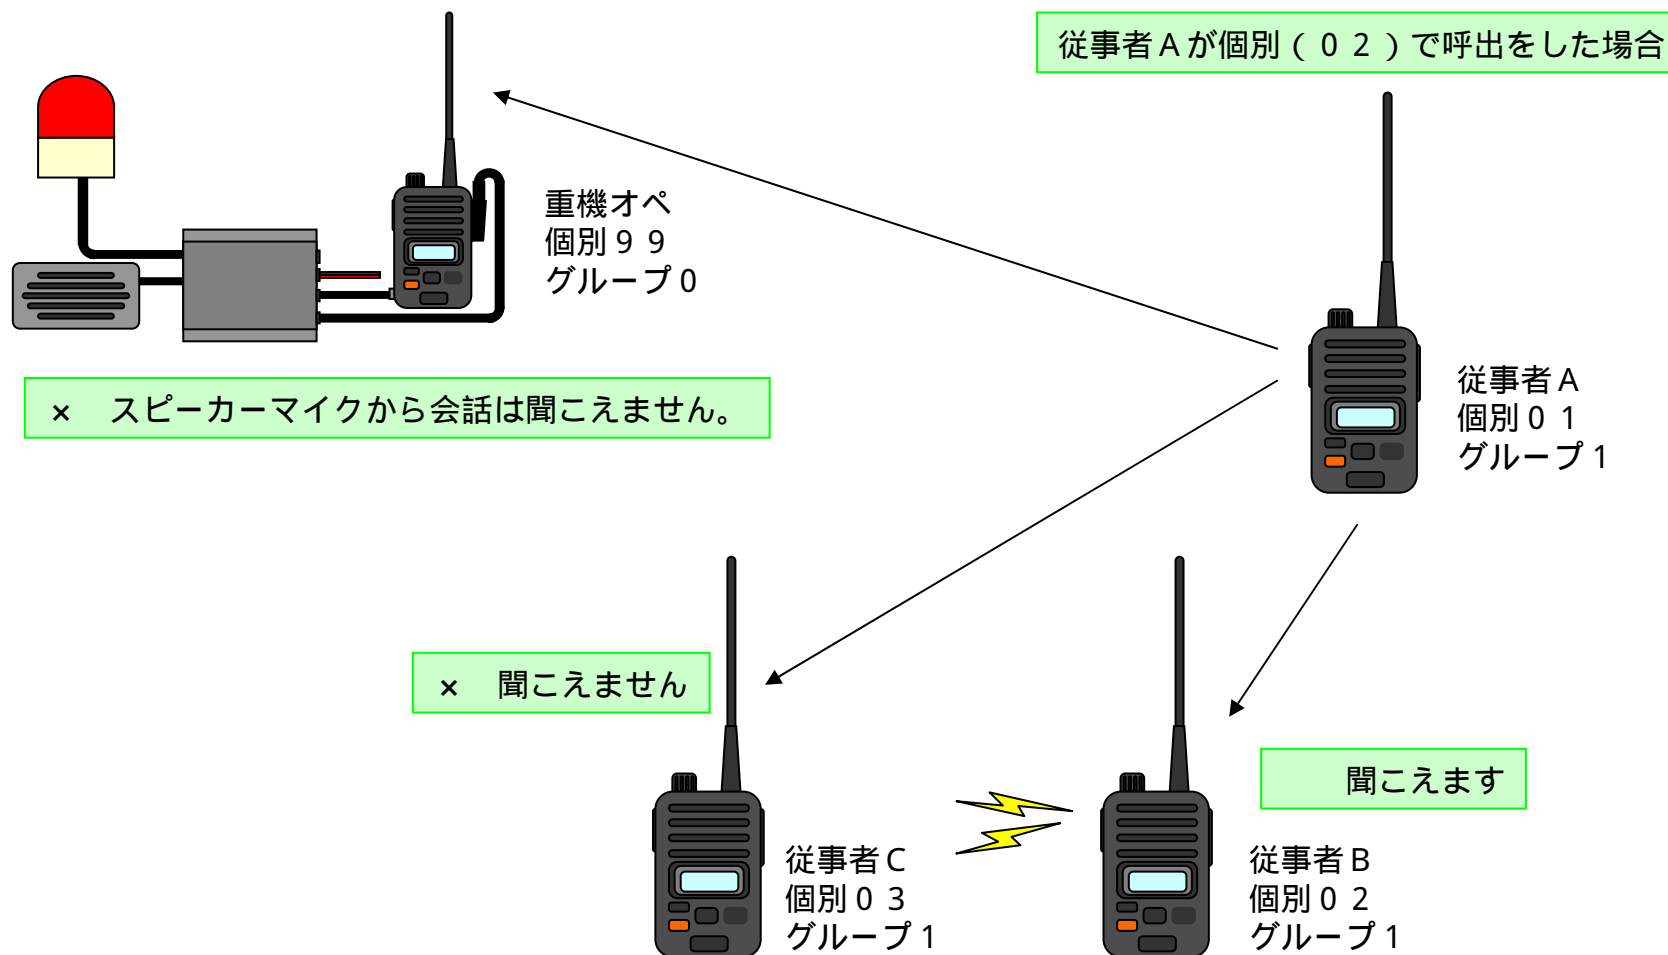 従事者Ａが個別（０２）で呼出をした場合
重機オペ
個別９９
グループ0
× スピーカーマイクから会話は聞こえません。
従事者Ａ
個別０１
グループ1
× 聞こえません
聞こえます
従事者Ｃ
個別０３
グループ1
従事者Ｂ
個別０２
グループ1